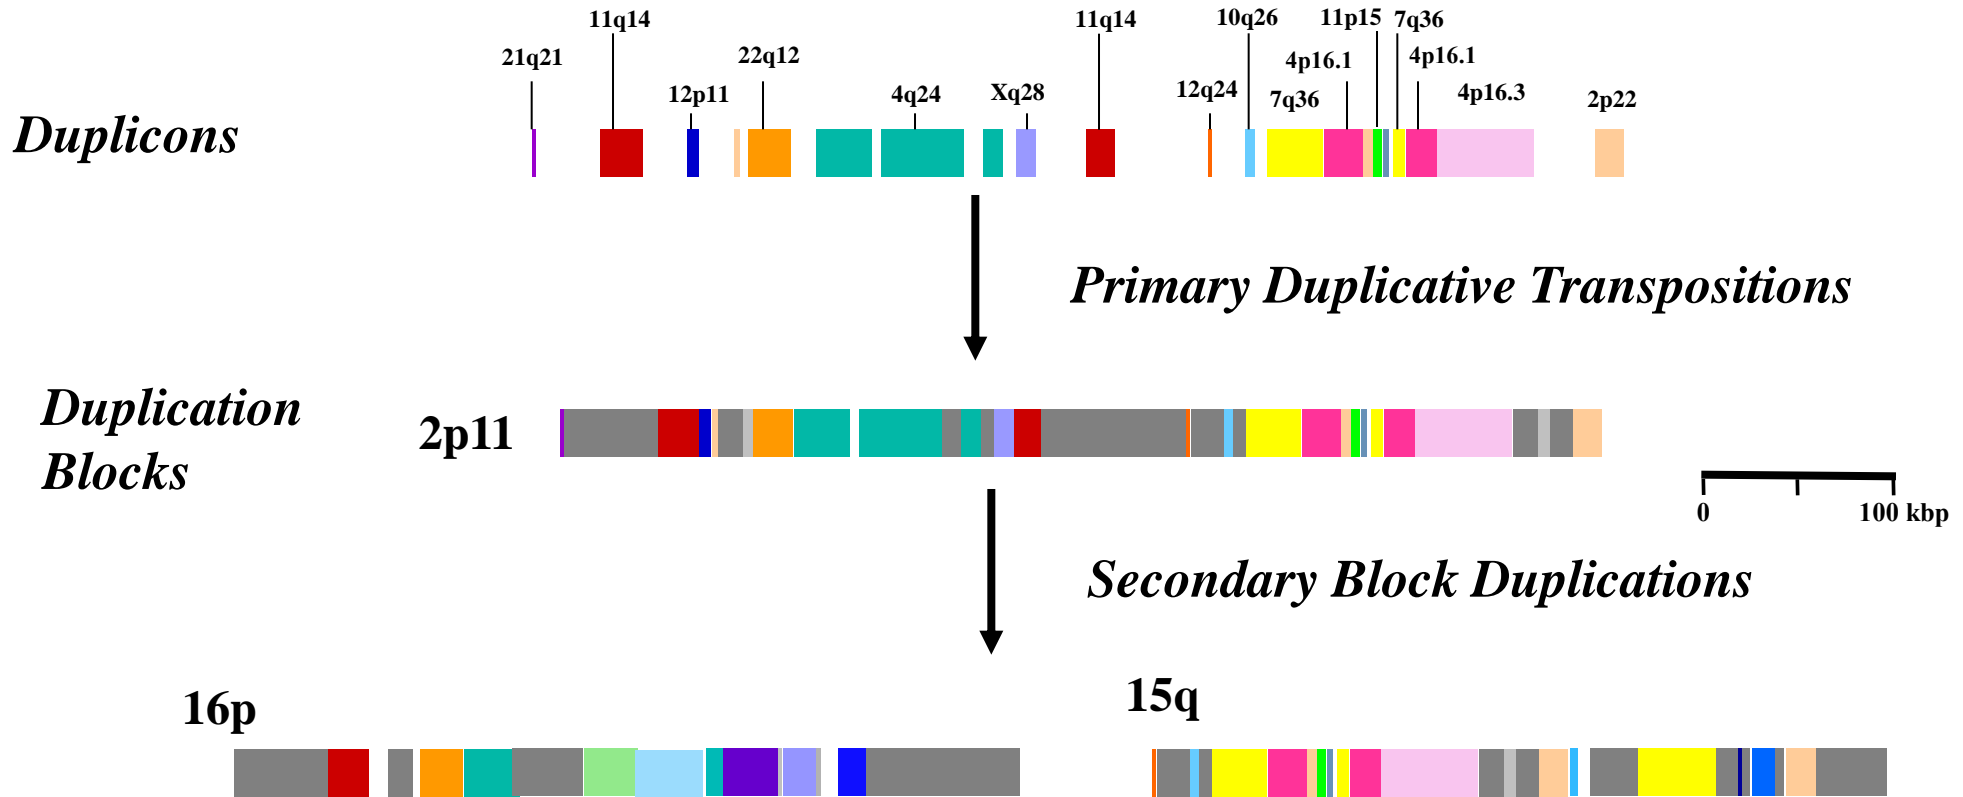 11q14 11q14 10q26 11p15 7q36
21q21 22q12 4p16.1 4p16.1
12p11 4q24 Xq28 12q24 7q36 4p16.3 2p22
Duplicons
Primary Duplicative Transpositions
Duplication
Blocks
2p11
0 100 kbp
Secondary Block Duplications
16p 15q